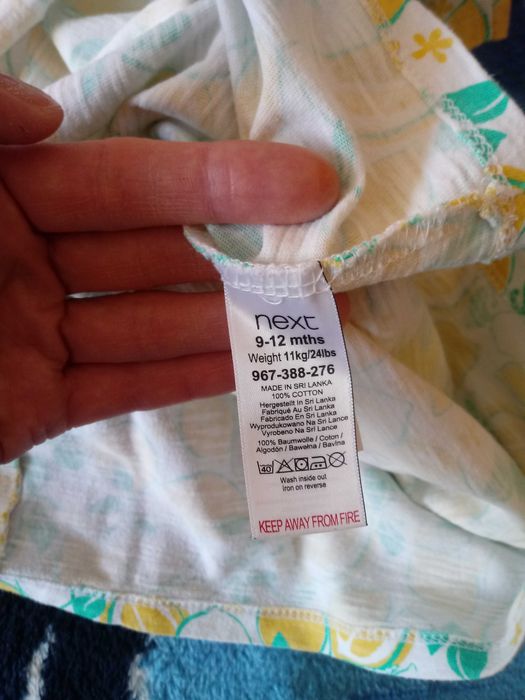 next
9-12 mths
Weight 11kg/24lbs
967-388-276
MADE IN SRI LANKA
100% COTTON
Hergestellt In Sri Lanka
Fabriqué Au Sri Lanka
Fabricado En Sri Lanka
Wyprodukowano Na Sri Lance
Vyrobeno Na Sri Lance
100% Baumwolle / Coton /
Algodón / Bawełna / Bavlna
40
Wash inside out
Iron on reverse
KEEP AWAY FROM FIRE